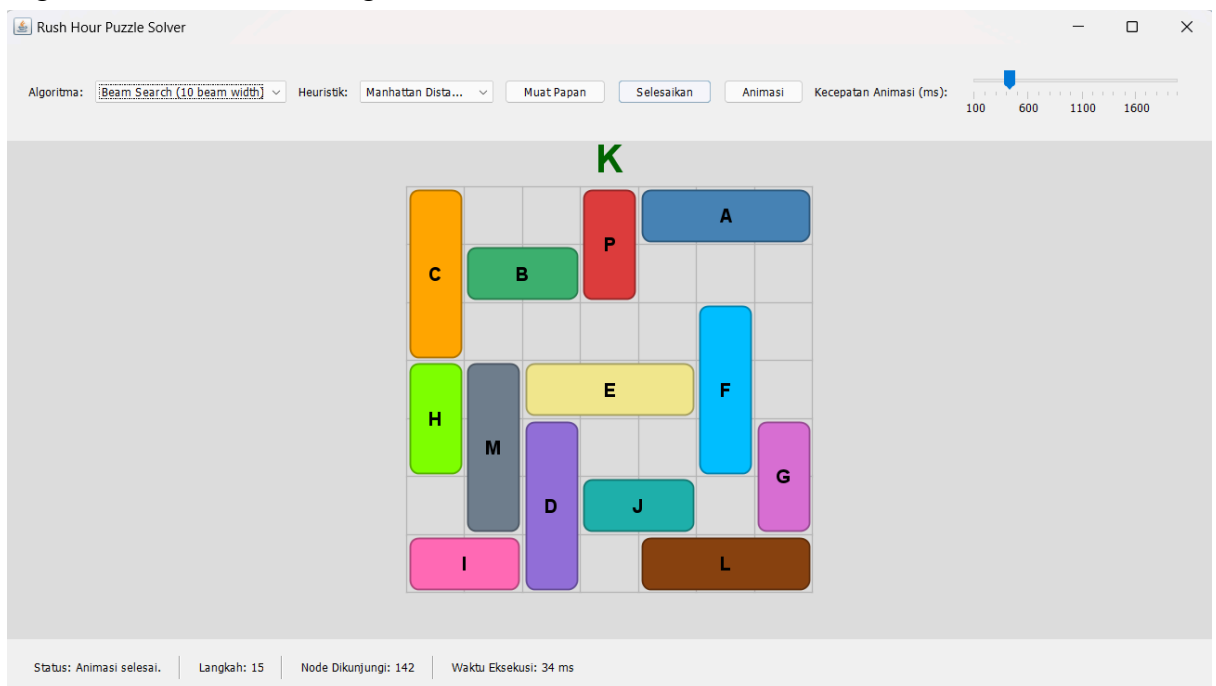 Rush Hour Puzzle Solver
Algoritma: Beam Search (10 beam width) Heuristik: Manhattan Dista... Muat Papan Selesaikan Animasi Kecepatan Animasi (ms):
100 600 1100 1600
K
A
P
C B
E F
H
M
G
D J
I L
Status: Animasi selesai. Langkah: 15 Node Dikunjungi: 142 Waktu Eksekusi: 34 ms